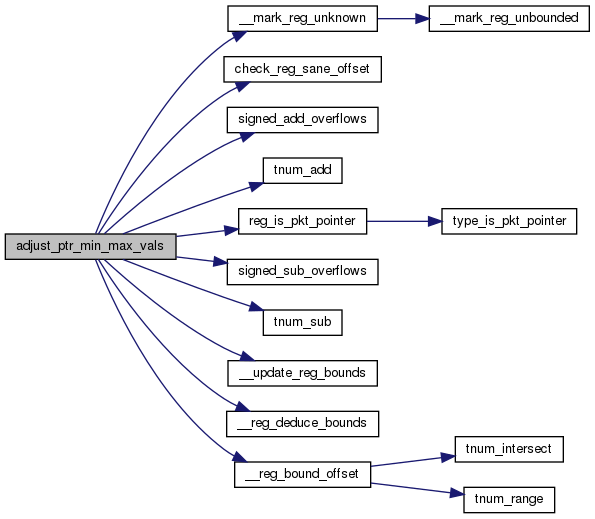 __mark_reg_unknown
__mark_reg_unbounded
check_reg_sane_offset
signed_add_overflows
tnum_add
reg_is_pkt_pointer
type_is_pkt_pointer
adjust_ptr_min_max_vals
signed_sub_overflows
tnum_sub
__update_reg_bounds
__reg_deduce_bounds
tnum_intersect
__reg_bound_offset
tnum_range